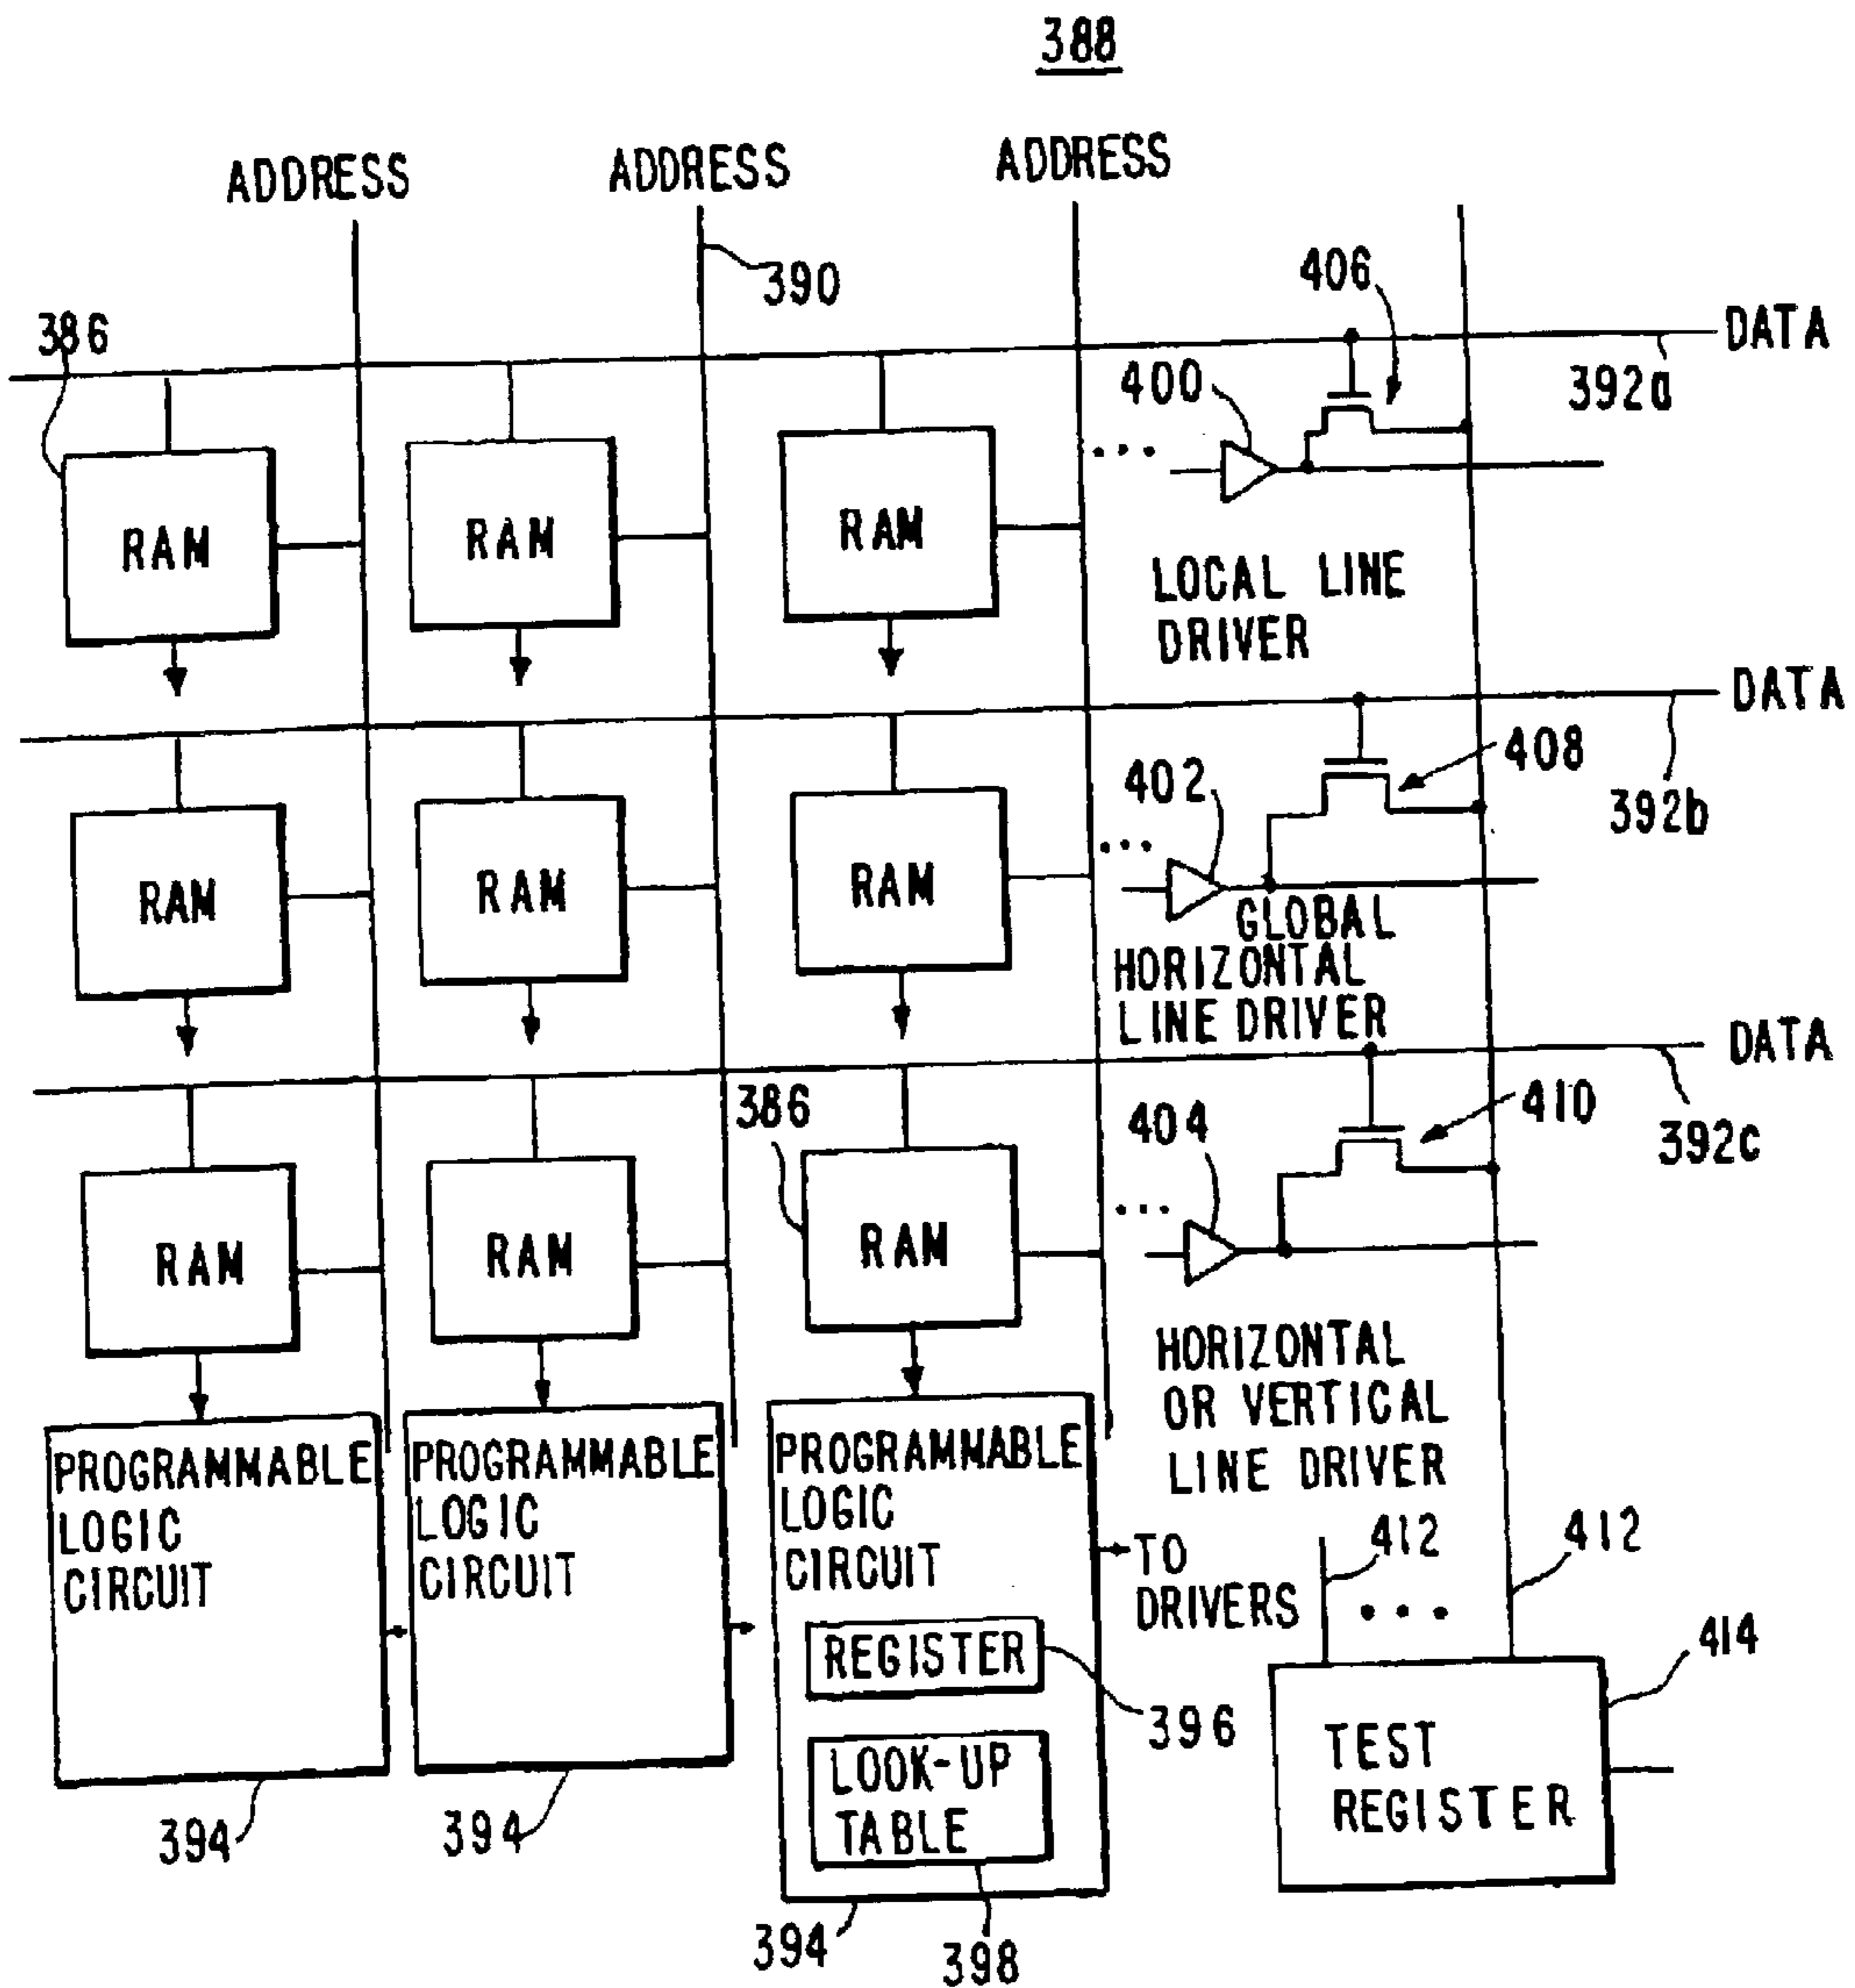 388
ADDRESS
ADDRESS
ADDRESS
390
406
DATA
386
400
392a
RAM
RAM
RAM
LOCAL LINE
DRIVER
DATA
408
402
392b
RAM
RAM
RAM
GLOBAL
HORIZONTAL
LINE DRIVER
DATA
386
404
410
392c
RAM
RAM
RAM
HORIZONTAL
OR VERTICAL
LINE DRIVER
PROGRAMMABLE
LOGIC
CIRCUIT
PROGRAMMABLE
LOGIC
CIRCUIT
PROGRAMMABLE
LOGIC
CIRCUIT
TO
DRIVERS
412
412
REGISTER
414
396
LOOK-UP
TABLE
TEST
REGISTER
394
394
394
398